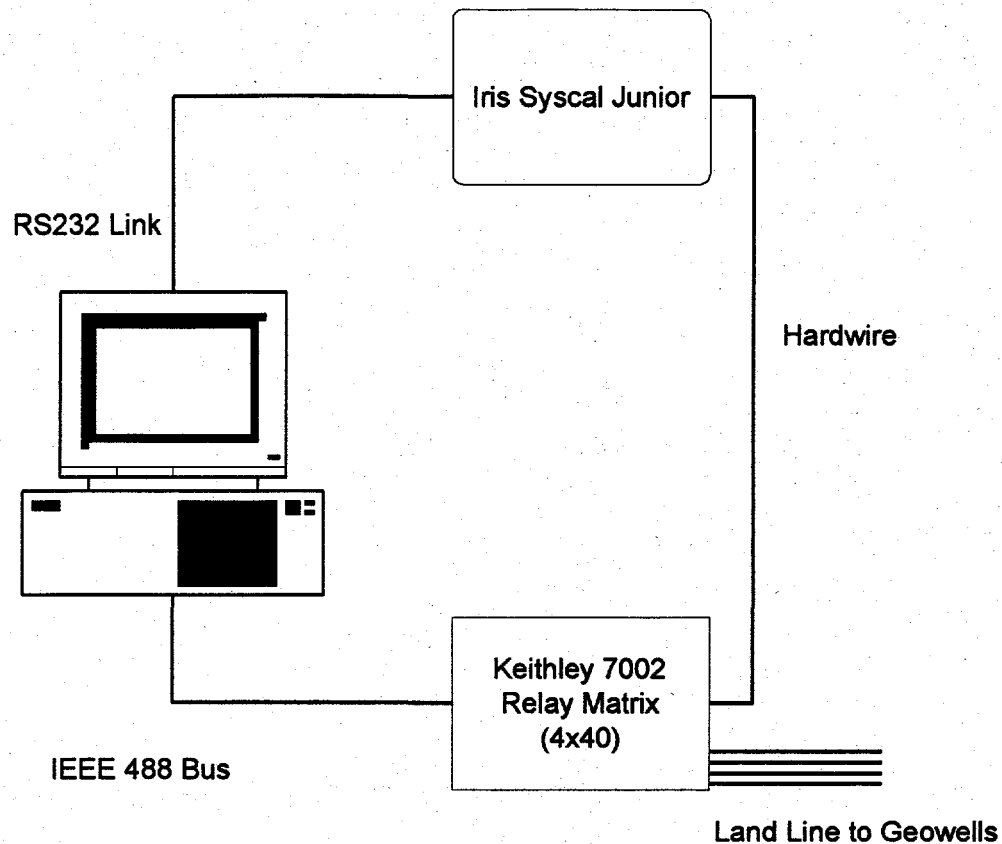 Iris Syscal Junior
RS232 Link
Hardwire
Keithley 7002
Relay Matrix
(4x40)
IEEE 488 Bus
Land Line to Geowells